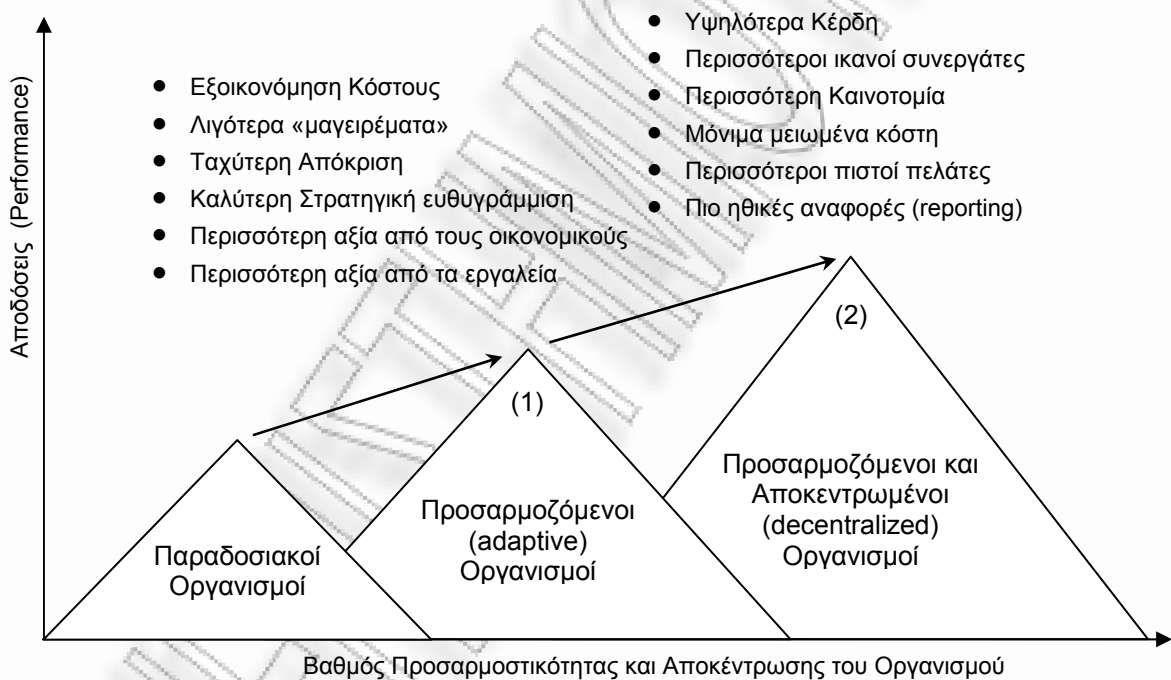 Υψηλότερα Κέρδη
Περισσότεροι ικανοί συνεργάτες
Περισσότερη Καινοτομία
Μόνιμα μειωμένα κόστη
Περισσότεροι πιστοί πελάτες
Πιο ηθικές αναφορές (reporting)
Εξοικονόμηση Κόστους
Λιγότερα «μαγειρέματα»
Ταχύτερη Απόκριση
Καλύτερη Στρατηγική ευθυγράμμιση
Περισσότερη αξία από τους οικονομικούς
Περισσότερη αξία από τα εργαλεία
Αποδόσεις (Performance)
Παραδοσιακοί
Οργανισμοί
(1)
Προσαρμοζόμενοι
(adaptive)
Οργανισμοί
(2)
Προσαρμοζόμενοι και
Αποκεντρωμένοι
(decentralized)
Οργανισμοί
Βαθμός Προσαρμοστικότητας και Αποκέντρωσης του Οργανισμού